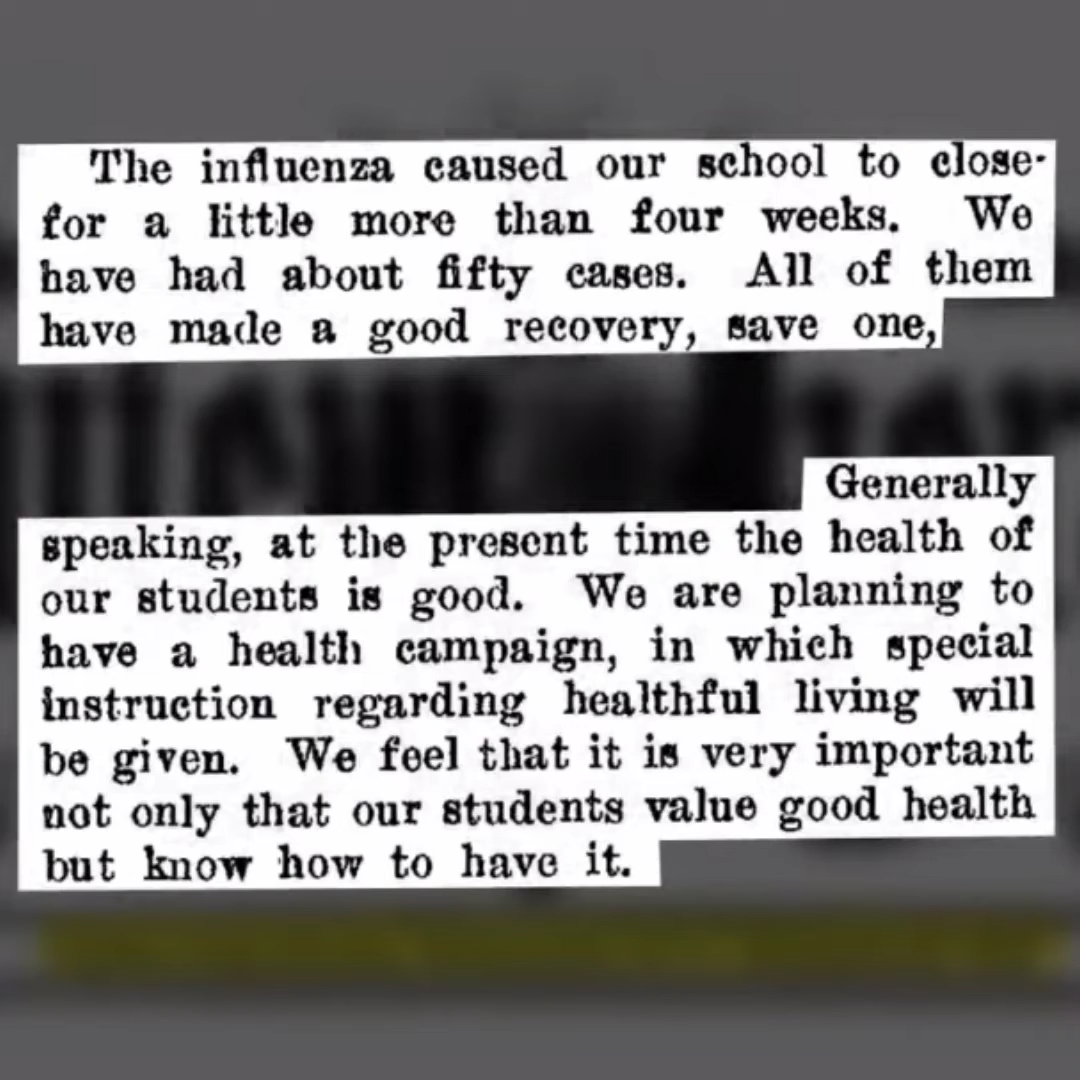 The influenza caused our school to close
for a little more than four weeks. We
have had about fifty cases. All of them
have made a good recovery, save one,
Generally
speaking, at the present time the health of
our students is good. We are planning to
have a health campaign, in which special
instruction regarding healthful living will
be given. We feel that it is very important
not only that our students value good health
but know how to have it.